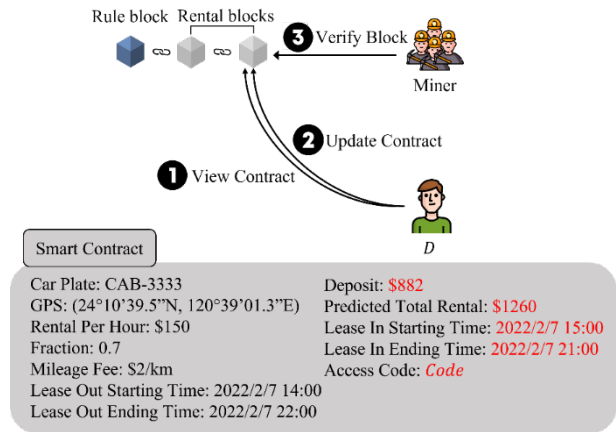 Rule block
Rental blocks
3 Verify Block
Miner
2 Update Contract
1 View Contract
D
Smart Contract
Car Plate: CAB-3333
GPS: (24°10’39.5”N, 120°39’01.3”E)
Rental Per Hour: $150
Fraction: 0.7
Mileage Fee: $2/km
Lease Out Starting Time: 2022/2/7 14:00
Lease Out Ending Time: 2022/2/7 22:00
Deposit: $882
Predicted Total Rental: $1260
Lease In Starting Time: 2022/2/7 15:00
Lease In Ending Time: 2022/2/7 21:00
Access Code: Code